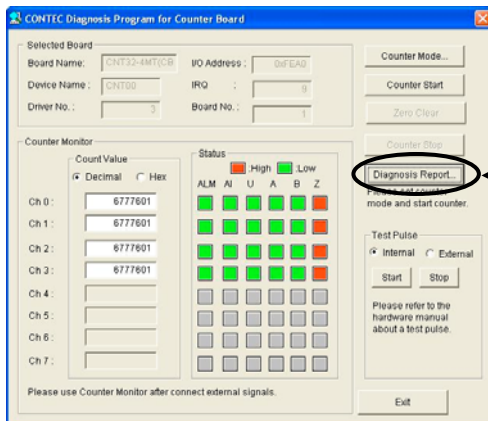 CONTEC Diagnosis Program for Counter Board
Selected Board
Board Name: CNT32-4MT(CB I/O Address : 0xFEA0
Device Name : CNT00 IRQ : 9
Driver No. : 3 Board No. : 1
Counter Mode...
Counter Start
Zero Clear
Counter Stop
Diagnosis Report...
Please set counter
mode and start counter.
Counter Monitor
Count Value
Decimal Hex
Ch 0 : 6777601
Ch 1 : 6777601
Ch 2 : 6777601
Ch 3 : 6777601
Ch 4 :
Ch 5 :
Ch 6 :
Ch 7 :
Status
:High :Low
ALM AI U A B Z
Test Pulse
Internal External
Start Stop
Please refer to the
hardware manual
about a test pulse.
Please use Counter Monitor after connect external signals.
Exit